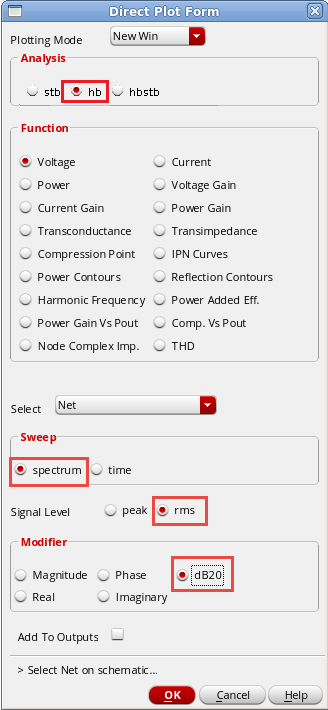 Direct Plot Form
Plotting Mode New Win
Analysis
stb hb hbstb
Function
Voltage Current
Power Voltage Gain
Current Gain Power Gain
Transconductance Transimpedance
Compression Point IPN Curves
Power Contours Reflection Contours
Harmonic Frequency Power Added Eff.
Power Gain Vs Pout Comp. Vs Pout
Node Complex Imp. THD
Select Net
Sweep
spectrum time
Signal Level peak rms
Modifier
Magnitude Phase dB20
Real Imaginary
Add To Outputs
> Select Net on schematic...
OK Cancel Help